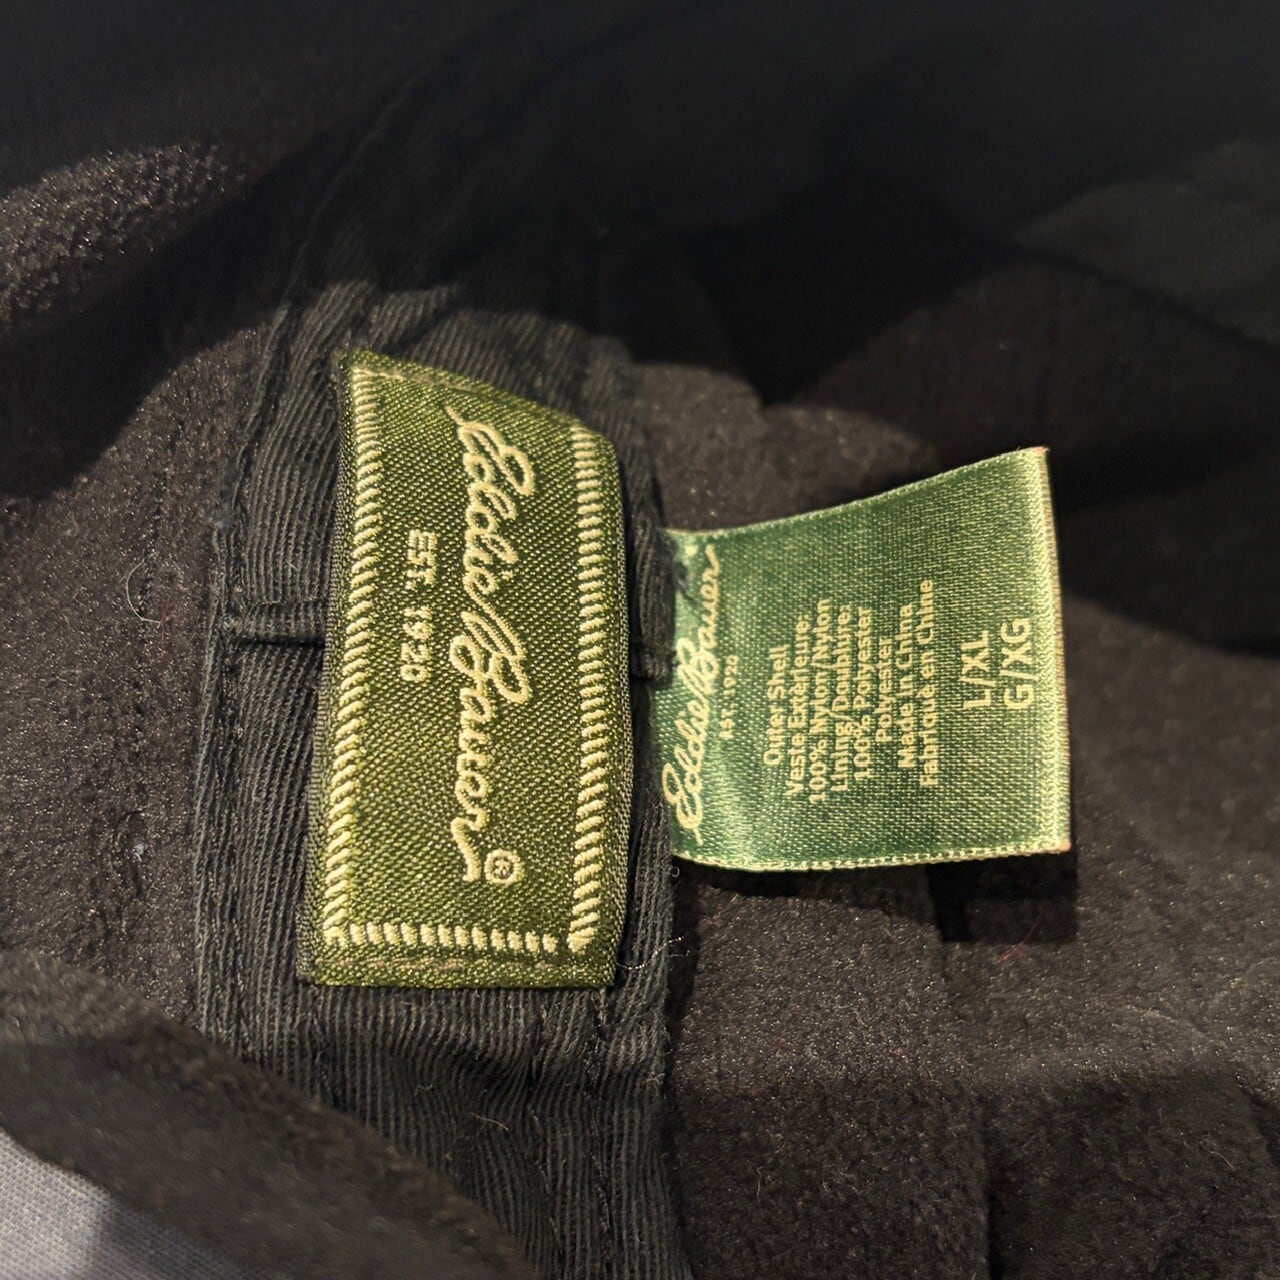 Eddie Bauer®
EST. 1920
Eddie Bauer
EST. 1920
Outer Shell
Veste Extérieure:
100% Nylon/Nylon
Lining/Doublure:
100% Polyester
Polyester
Made in China
Fabriqué en Chine
L/XL
G/XG